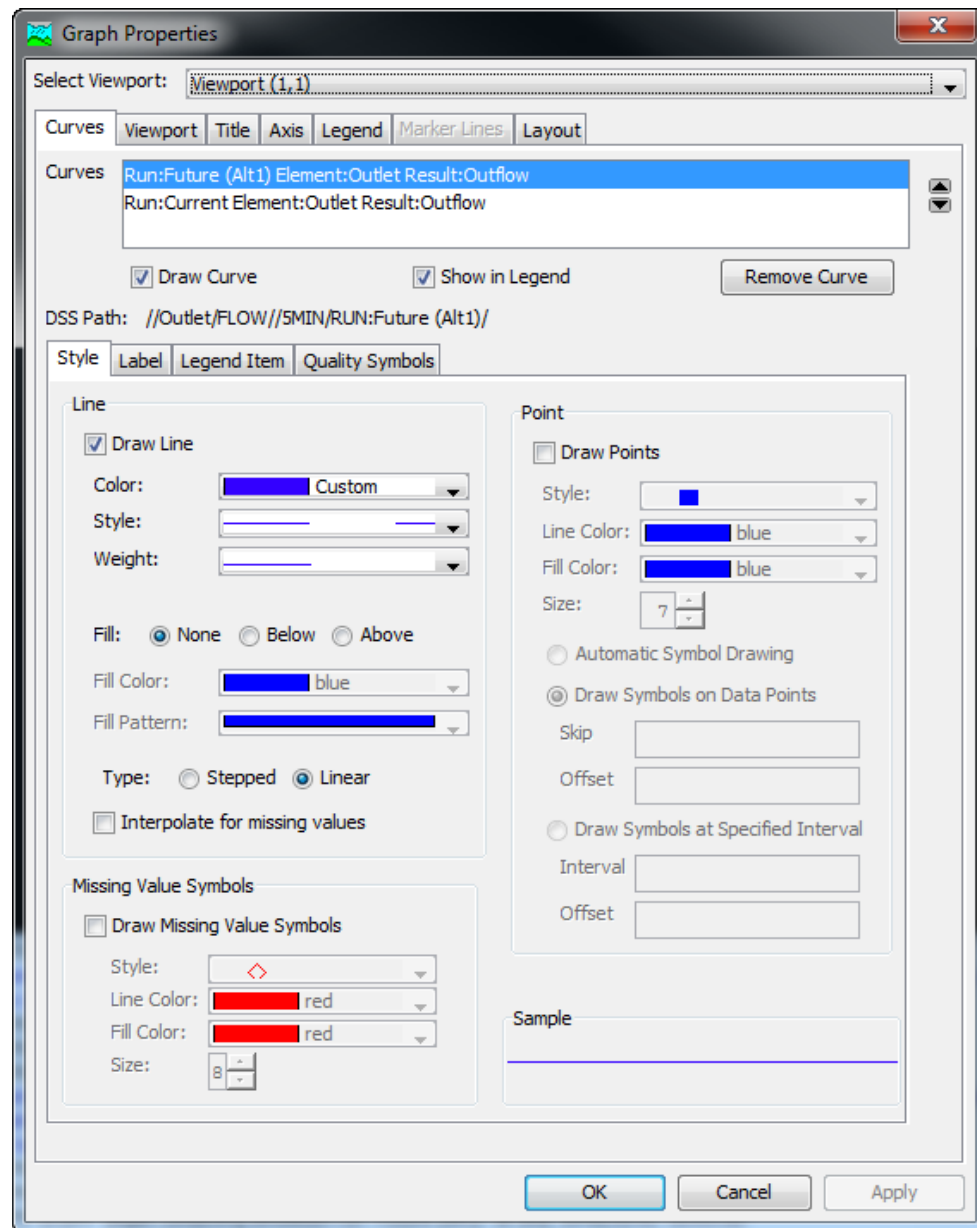 Graph Properties
Select Viewport: Viewport (1,1)
Curves Viewport Title Axis Legend Marker Lines Layout
Curves
Run:Future (Alt1) Element:Outlet Result:Outflow
Run:Current Element:Outlet Result:Outflow
Draw Curve Show in Legend Remove Curve
DSS Path: //Outlet/FLOW//5MIN/RUN:Future (Alt1)/
Style Label Legend Item Quality Symbols
Line
Draw Line
Color: Custom
Style:
Weight:
Fill: None Below Above
Fill Color: blue
Fill Pattern:
Type: Stepped Linear
Interpolate for missing values
Missing Value Symbols
Draw Missing Value Symbols
Style:
Line Color: red
Fill Color: red
Size: 8
Point
Draw Points
Style:
Line Color: blue
Fill Color: blue
Size: 7
Automatic Symbol Drawing
Draw Symbols on Data Points
Skip
Offset
Draw Symbols at Specified Interval
Interval
Offset
Sample
OK Cancel Apply